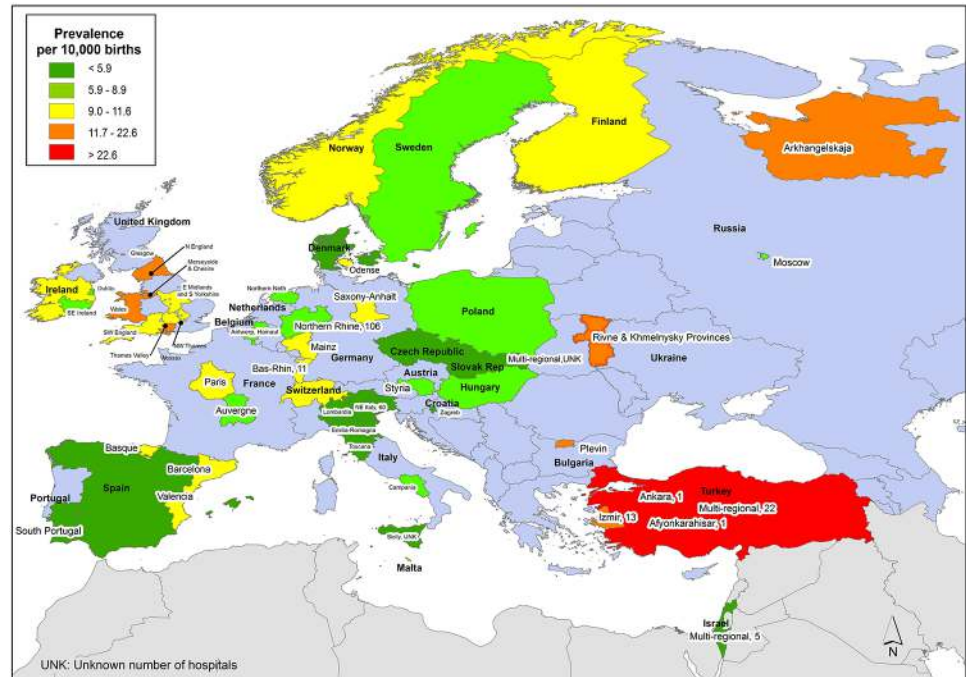 Prevalence
per 10,000 births
< 5.9
5.9 - 8.9
9.0 - 11.6
11.7 - 22.6
> 22.6
Norway
Sweden
Finland
Arkhangelskaja
Russia
Moscow
United Kingdom
Glasgow
N England
Merseyside
& Cheshire
E Midlands
and S Yorkshire
Ireland
Dublin
SE Ireland
Wales
SW England
Thames Valley
Wessex
NW Thames
Denmark
Odense
Northern Neth
Netherlands
Belgium
Antwerp, Hainaut
Saxony-Anhalt
Northern Rhine, 106
Mainz
Germany
Bas-Rhin, 11
Poland
Czech Republic
Slovak Rep
Multi-regional,UNK
Rivne & Khmelnysky Provinces
Ukraine
Paris
France
Auvergne
Switzerland
Austria
Styria
Hungary
Croatia
Zagreb
NE Italy, 60
Lombardia
Emilia-Romagna
Toscana
Italy
Campania
Sicily, UNK
Malta
Basque
Barcelona
Spain
Valencia
Portugal
South Portugal
Plevin
Bulgaria
Turkey
Ankara, 1
Multi-regional, 22
Izmir, 13
Afyonkarahisar, 1
Israel
Multi-regional, 5
N
UNK: Unknown number of hospitals